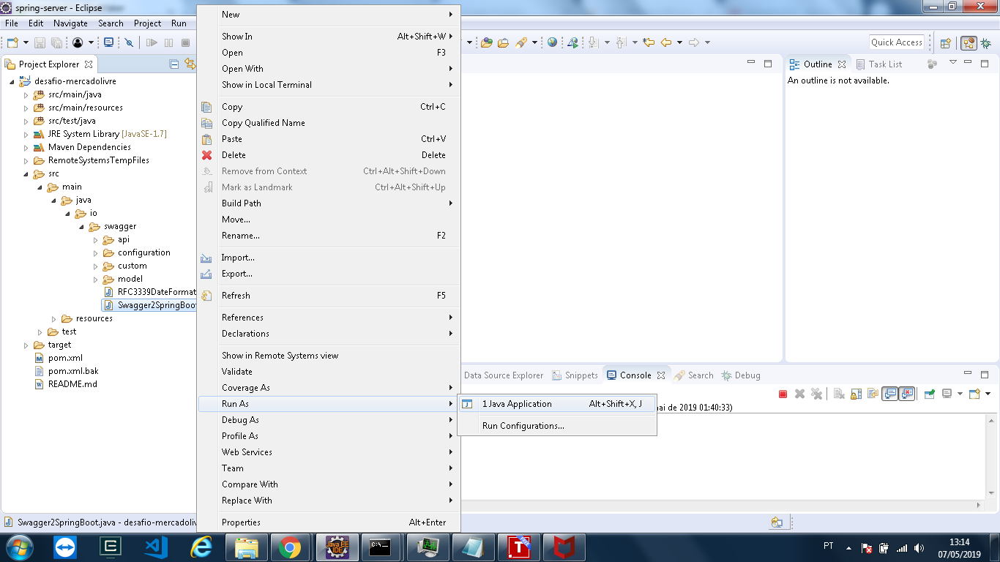 spring-server - Eclipse
File Edit Navigate Search Project Run
Quick Access
Project Explorer
desafio-mercadolivre
src/main/java
src/main/resources
src/test/java
JRE System Library [JavaSE-1.7]
Maven Dependencies
RemoteSystemsTempFiles
src
main
java
io
swagger
api
configuration
custom
model
RFC3339DateFormat
Swagger2SpringBoot
resources
test
target
pom.xml
pom.xml.bak
README.md
New
Show In Alt+Shift+W
Open F3
Open With
Show in Local Terminal
Copy Ctrl+C
Copy Qualified Name
Paste Ctrl+V
Delete Delete
Remove from Context Ctrl+Alt+Shift+Down
Mark as Landmark Ctrl+Alt+Shift+Up
Build Path
Move...
Rename... F2
Import...
Export...
Refresh F5
References
Declarations
Show in Remote Systems view
Validate
Coverage As
Run As
Debug As
Profile As
Web Services
Team
Compare With
Replace With
Properties Alt+Enter
1 Java Application Alt+Shift+X, J
Run Configurations...
Outline Task List
An outline is not available.
Data Source Explorer Snippets Console Search Debug
mai de 2019 01:40:33)
Swagger2SpringBoot.java - desafio-mercadoliv
Java EE
IDE
C:\_
T
PT
13:14
07/05/2019